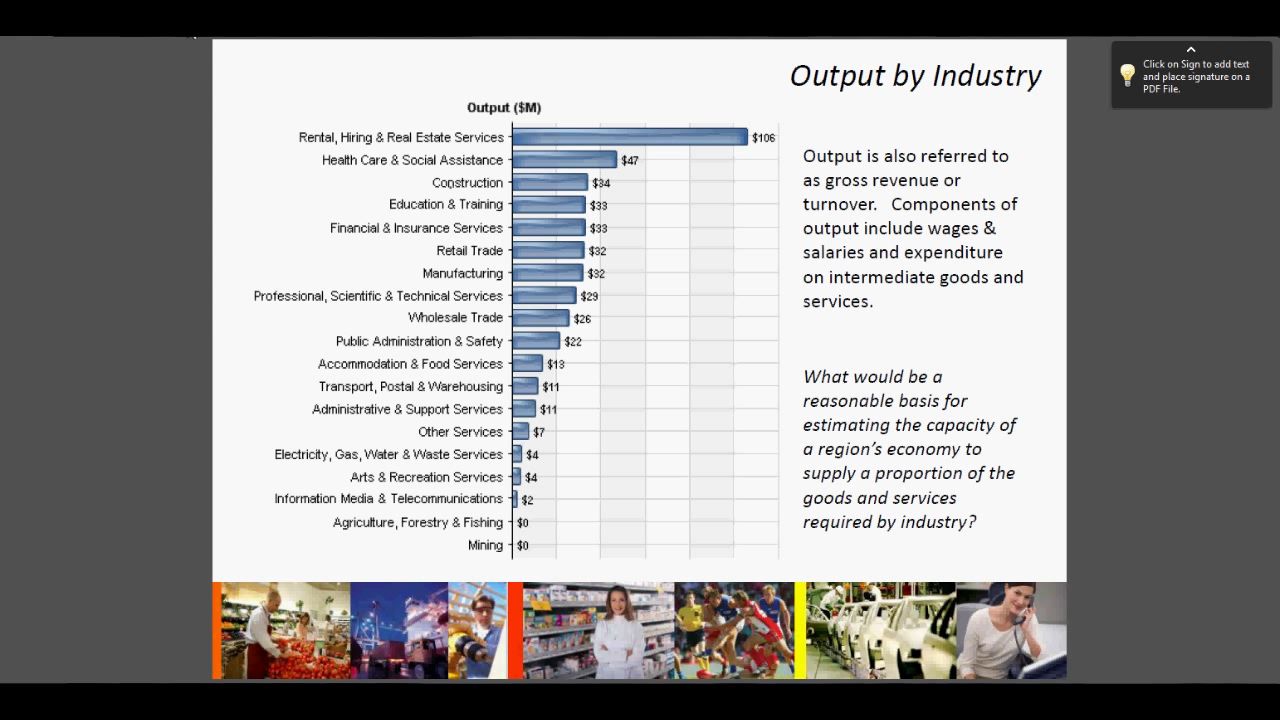 Output by Industry
Output ($M)
Rental, Hiring & Real Estate Services $106
Health Care & Social Assistance $47
Construction $34
Education & Training $33
Financial & Insurance Services $33
Retail Trade $32
Manufacturing $32
Professional, Scientific & Technical Services $29
Wholesale Trade $26
Public Administration & Safety $22
Accommodation & Food Services $13
Transport, Postal & Warehousing $11
Administrative & Support Services $11
Other Services $7
Electricity, Gas, Water & Waste Services $4
Arts & Recreation Services $4
Information Media & Telecommunications $2
Agriculture, Forestry & Fishing $0
Mining $0
Output is also referred to
as gross revenue or
turnover. Components of
output include wages &
salaries and expenditure
on intermediate goods and
services.
What would be a
reasonable basis for
estimating the capacity of
a region's economy to
supply a proportion of the
goods and services
required by industry?
Click on Sign to add text
and place signature on a
PDF File.